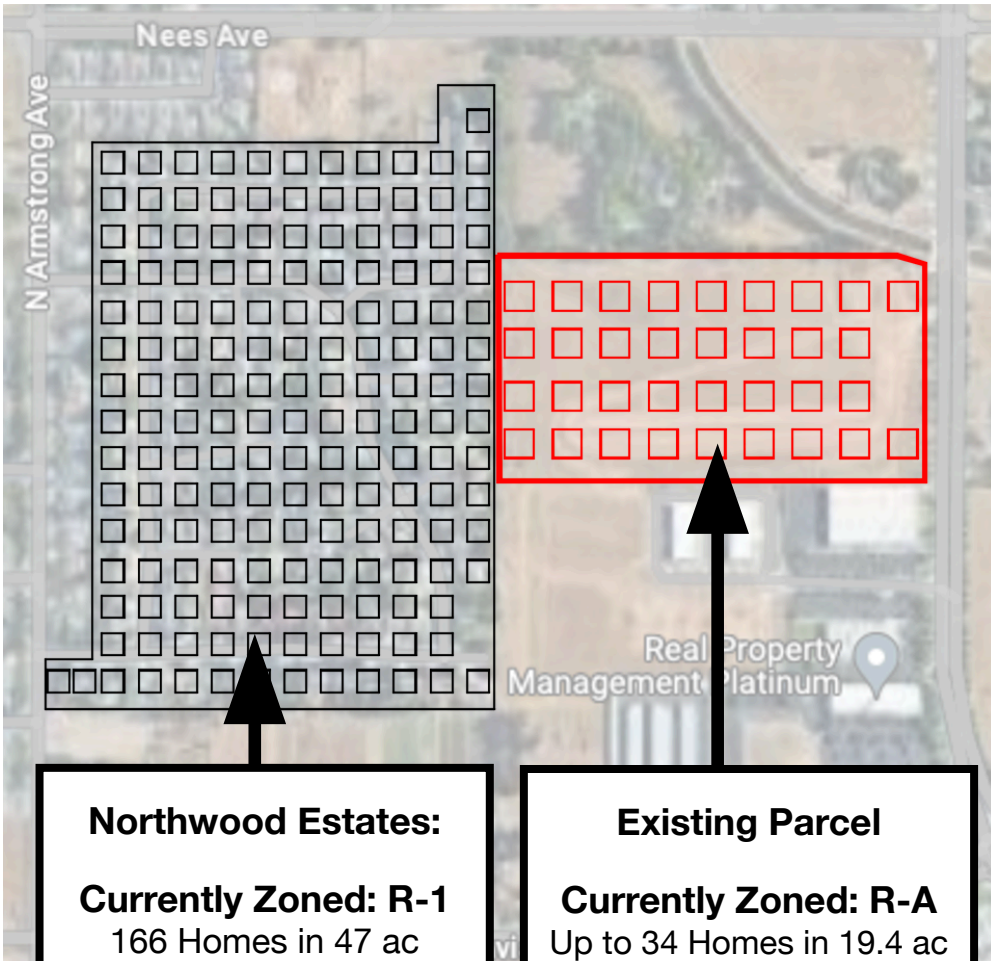 Nees Ave
N Armstrong Ave
Real Property
Management Platinum
Northwood Estates:
Currently Zoned: R-1
166 Homes in 47 ac
Existing Parcel
Currently Zoned: R-A
Up to 34 Homes in 19.4 ac
vi